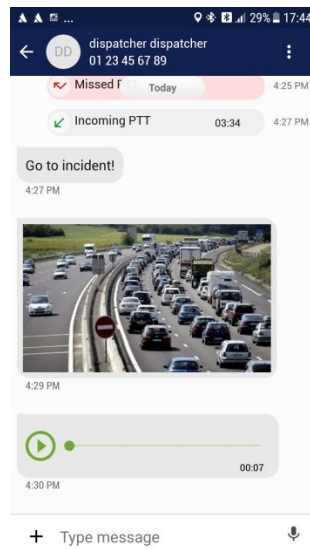 29% 17:44
DD
dispatcher dispatcher
01 23 45 67 89
Missed
Today
4:25 PM
Incoming PTT
03:34
4:27 PM
Go to incident!
4:27 PM
4:29 PM
00:07
4:30 PM
+ Type message